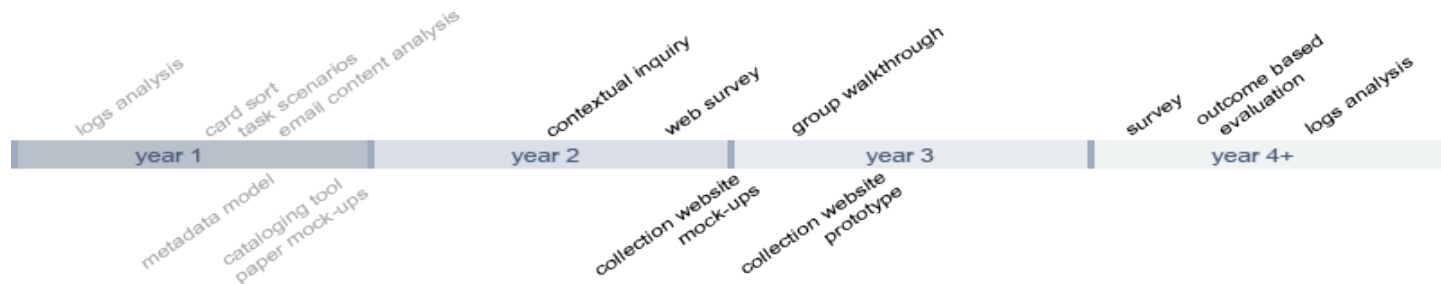 logs analysis
card sort
task scenarios
email content analysis
contextual inquiry
web survey
group walkthrough
survey
outcome based
evaluation
logs analysis
year 1
year 2
year 3
year 4+
metadata model
cataloging tool
paper mock-ups
collection website
mock-ups
collection website
prototype